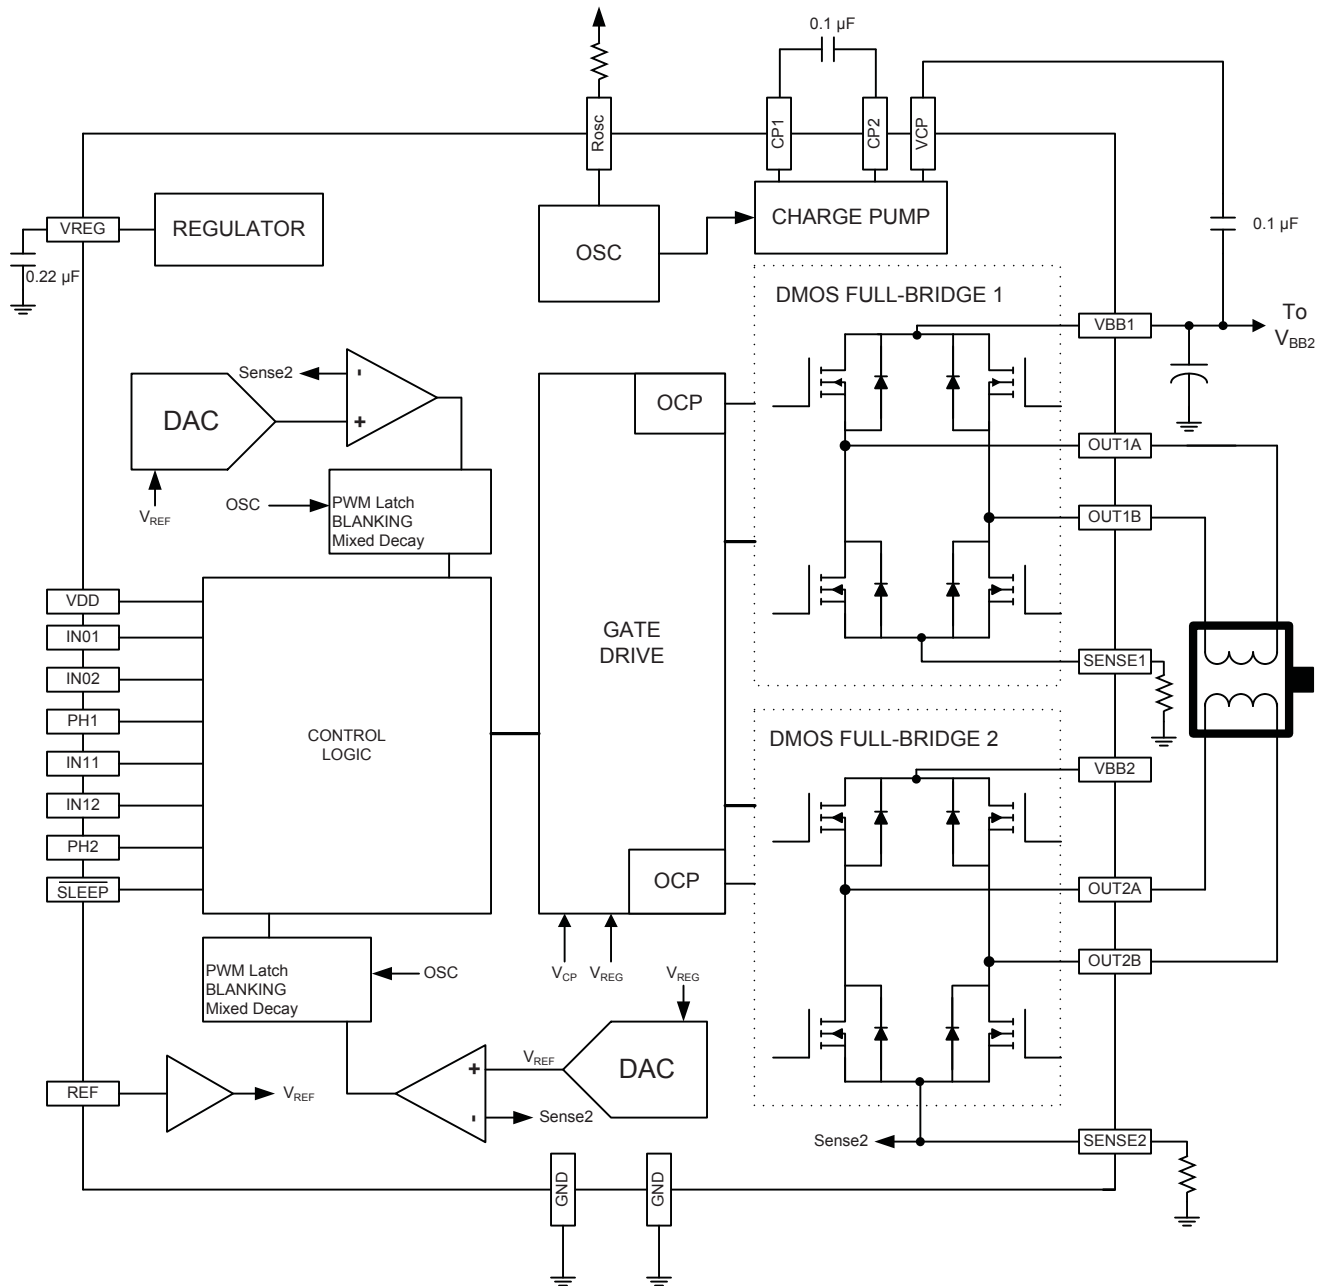 0.1 µF
Rosc
CP1
CP2
VCP
VREG
REGULATOR
OSC
CHARGE PUMP
0.1 µF
0.22 µF
DMOS FULL-BRIDGE 1
VBB1
To
VBB2
Sense2
-
+
DAC
OCP
OUT1A
VREF
OSC
PWM Latch
BLANKING
Mixed Decay
OUT1B
VDD
IN01
IN02
PH1
IN11
IN12
PH2
SLEEP
CONTROL
LOGIC
GATE
DRIVE
SENSE1
DMOS FULL-BRIDGE 2
VBB2
OCP
OUT2A
OUT2B
PWM Latch
BLANKING
Mixed Decay
OSC
VCP
VREG
VREG
REF
VREF
+
-
VREF
DAC
Sense2
Sense2
SENSE2
GND
GND